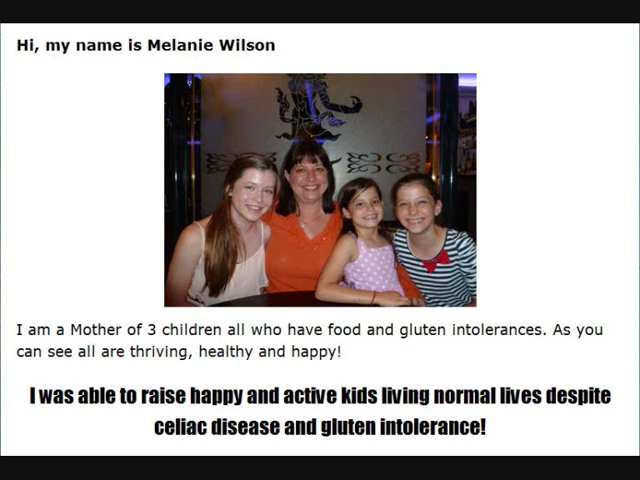 Hi, my name is Melanie Wilson
I am a Mother of 3 children all who have food and gluten intolerances. As you
can see all are thriving, healthy and happy!
I was able to raise happy and active kids living normal lives despite
celiac disease and gluten intolerance!